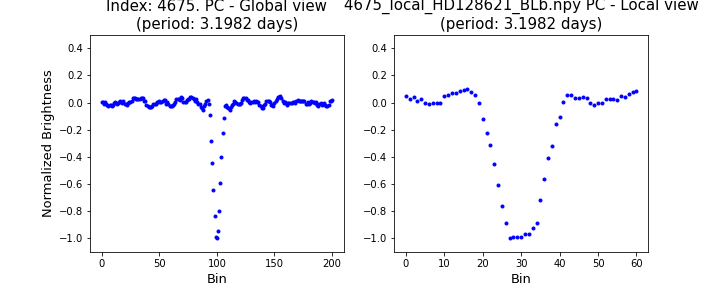 Index: 4675. PC - Global view
(period: 3.1982 days)
4675_local_HD128621_BLb.npy PC - Local view
(period: 3.1982 days)
Normalized Brightness
0.4
0.2
0.0
−0.2
−0.4
−0.6
−0.8
−1.0
0 50 100 150 200
Bin
0.4
0.2
0.0
−0.2
−0.4
−0.6
−0.8
−1.0
0 10 20 30 40 50 60
Bin